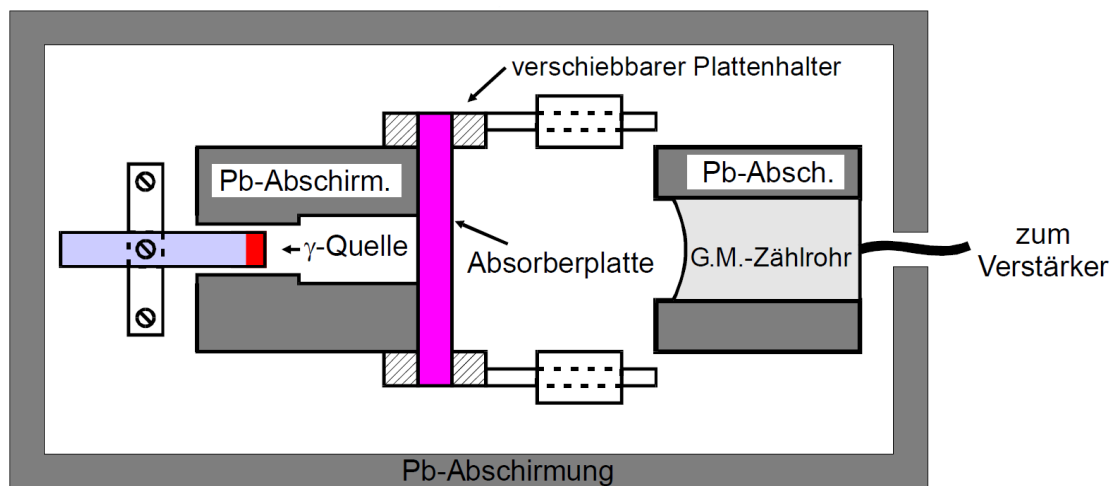 verschiebbarer Plattenhalter
Pb-Abschirm.
Pb-Absch.
γ-Quelle
Absorberplatte
G.M.-Zählrohr
zum
Verstärker
Pb-Abschirmung